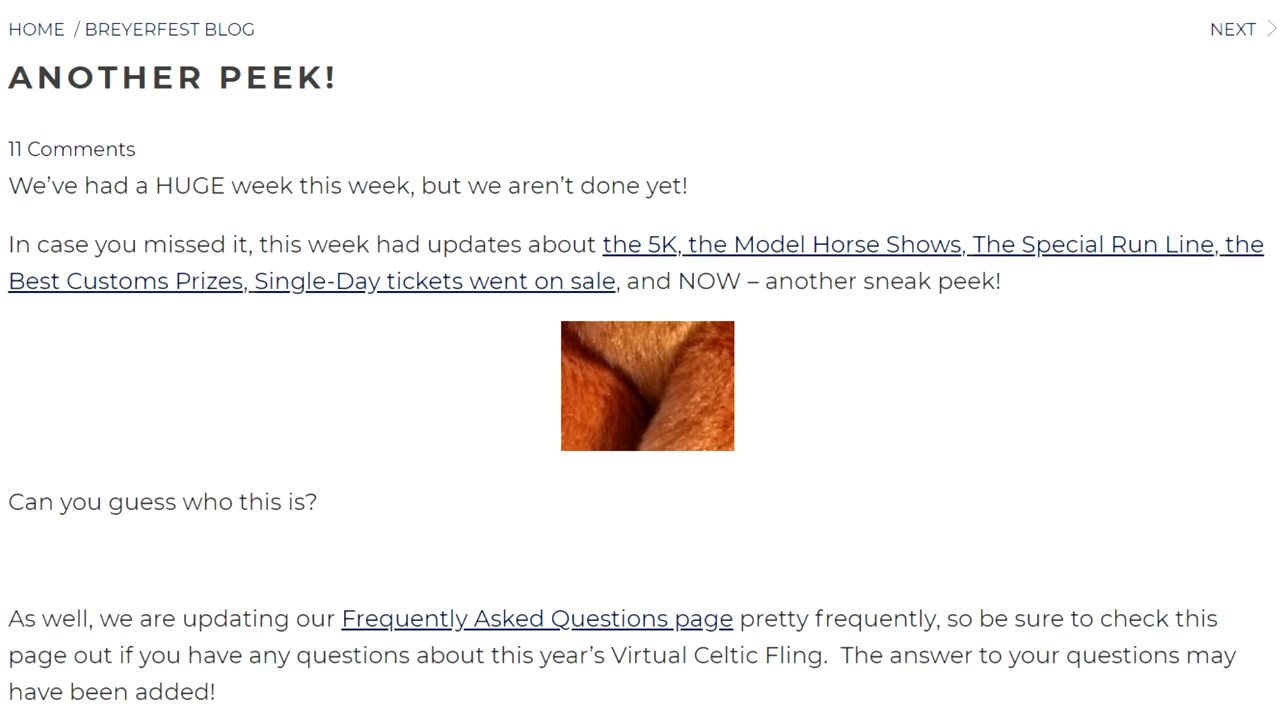 HOME / BREYERFEST BLOG
NEXT
ANOTHER PEEK!
11 Comments
We’ve had a HUGE week this week, but we aren’t done yet!
In case you missed it, this week had updates about the 5K, the Model Horse Shows, The Special Run Line, the
Best Customs Prizes, Single-Day tickets went on sale, and NOW – another sneak peek!
Can you guess who this is?
As well, we are updating our Frequently Asked Questions page pretty frequently, so be sure to check this
page out if you have any questions about this year’s Virtual Celtic Fling.  The answer to your questions may
have been added!